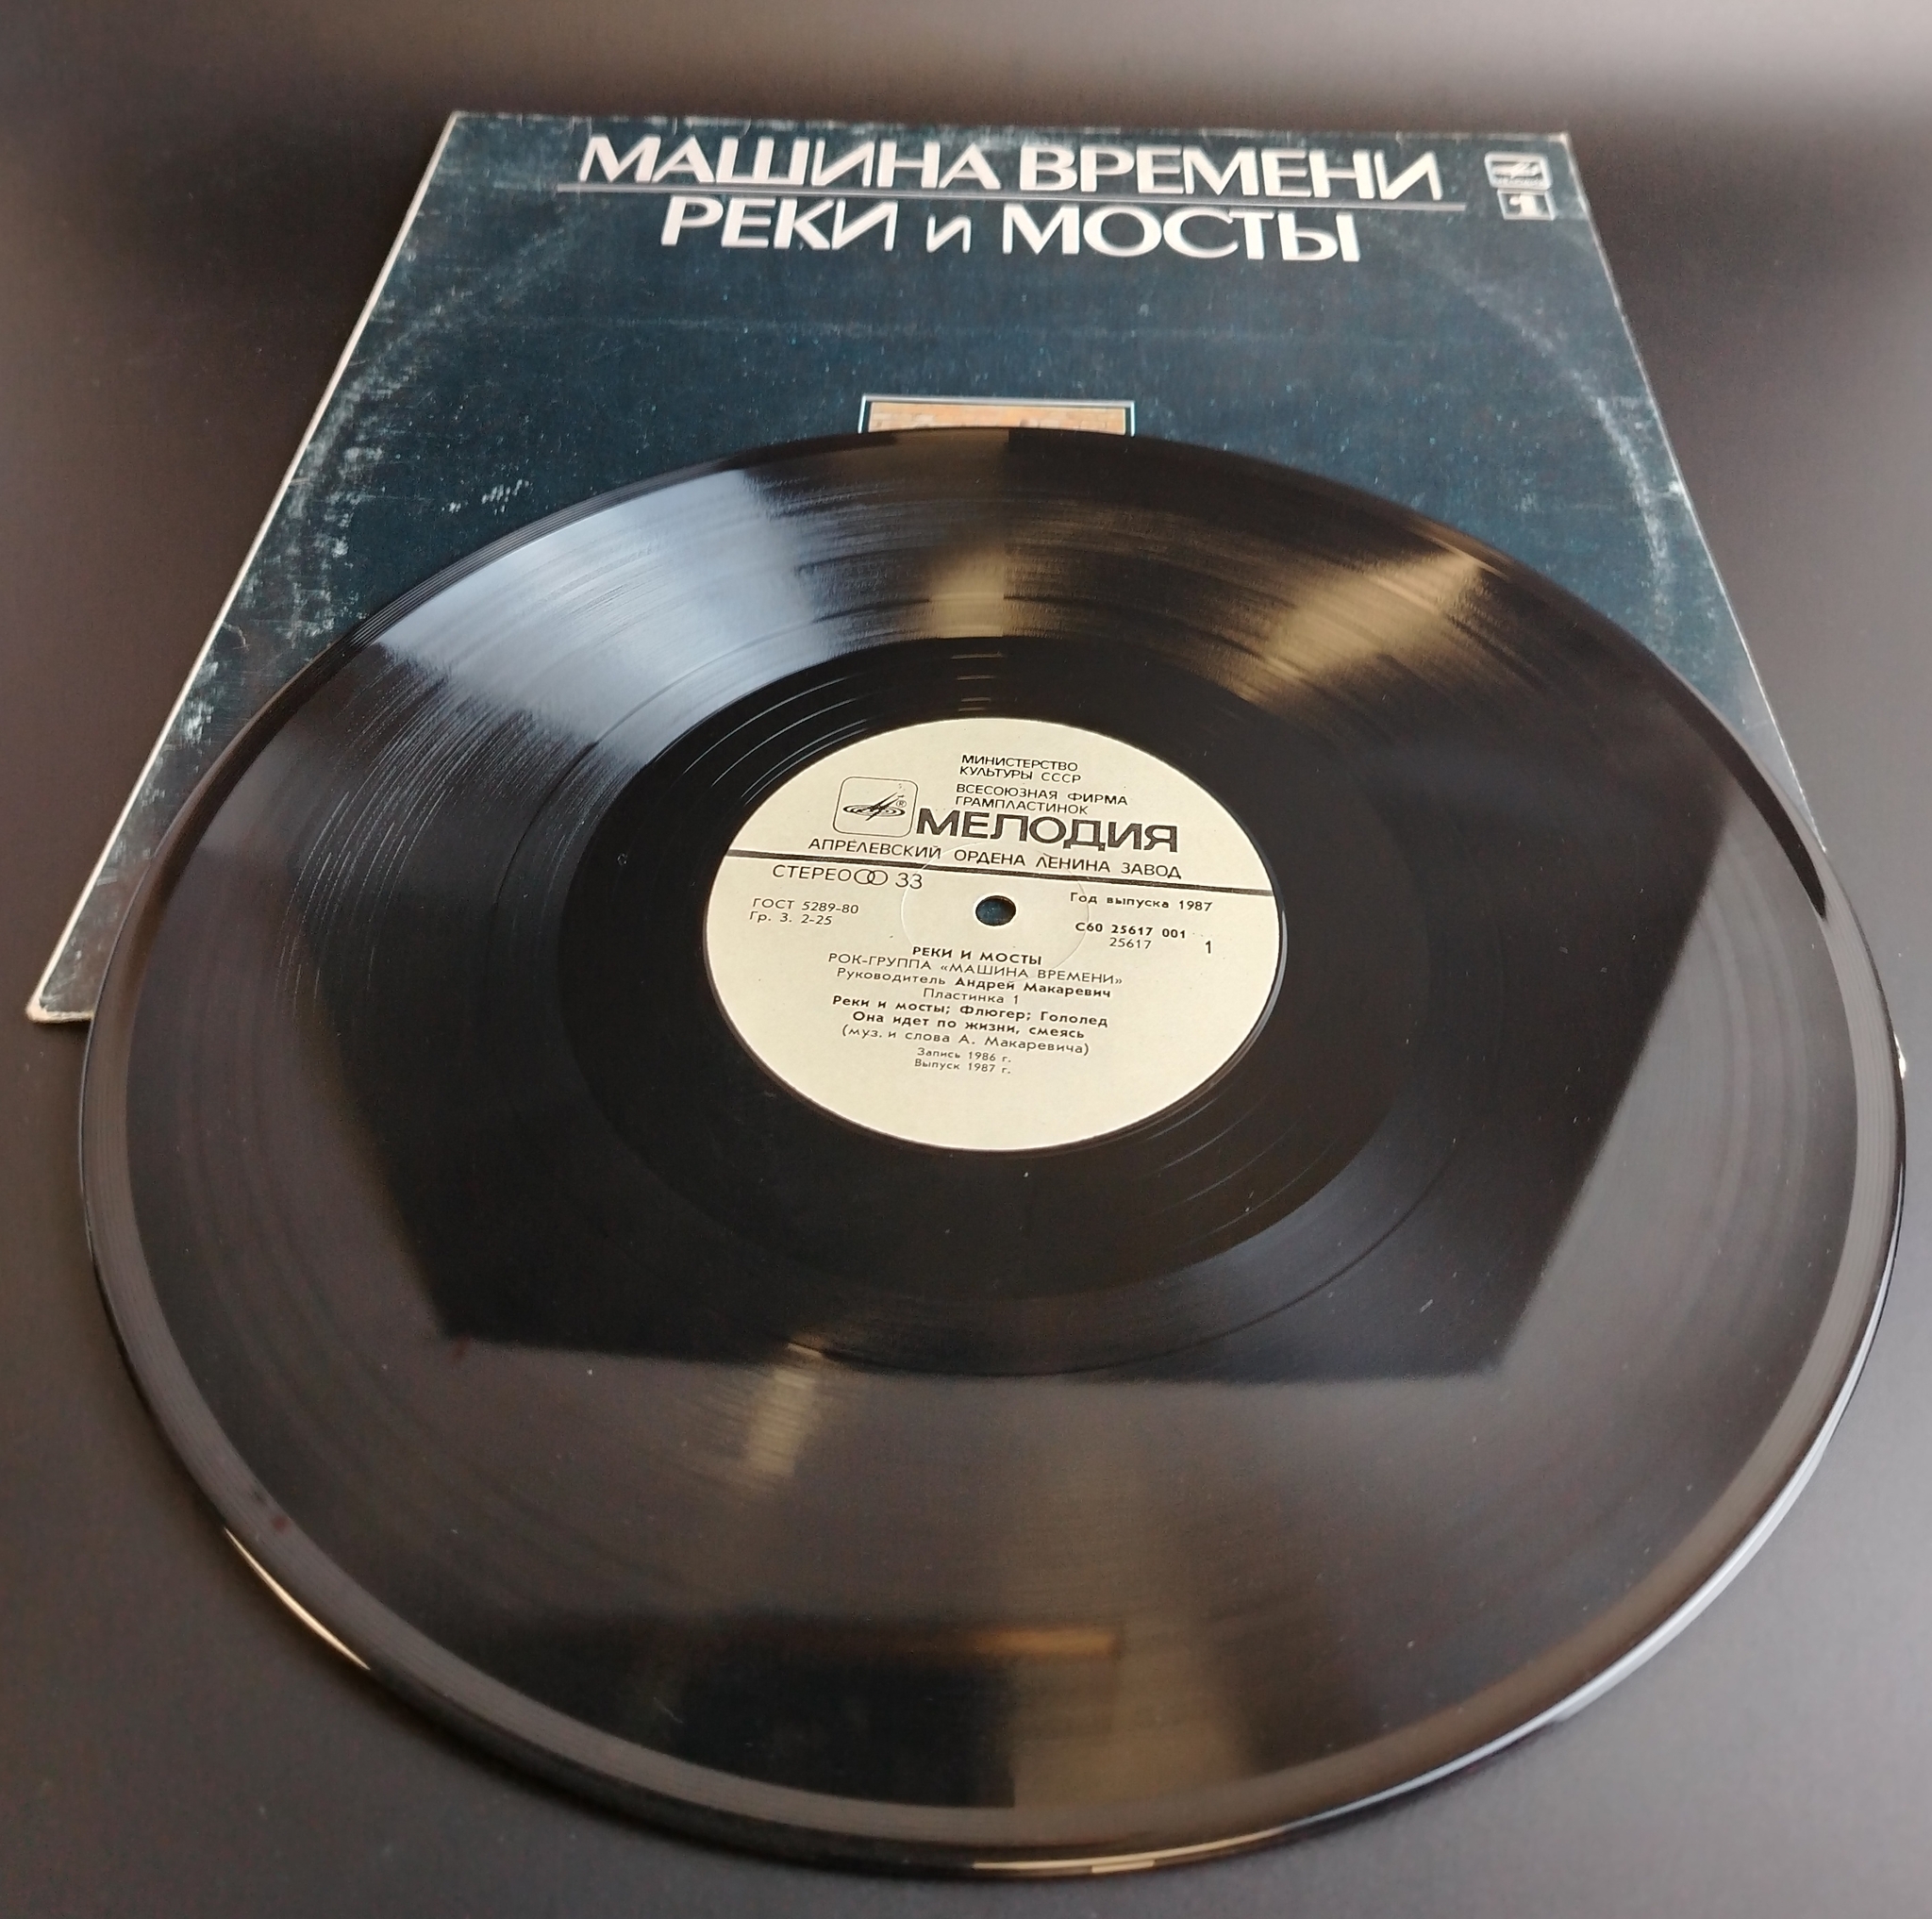 МАШИНА ВРЕМЕНИ
РЕКИ и МОСТЫ
1
МИНИСТЕРСТВО
КУЛЬТУРЫ СССР
ВСЕСОЮЗНАЯ ФИРМА
ГРАМПЛАСТИНОК
®
МЕЛОДИЯ
АПРЕЛЕВСКИЙ ОРДЕНА ЛЕНИНА ЗАВОД
СТЕРЕО 33
Год выпуска 1987
ГОСТ 5289-80
Гр. 3. 2-25
С60 25617 001
25617 1
РЕКИ И МОСТЫ
РОК-ГРУППА «МАШИНА ВРЕМЕНИ»
Руководитель Андрей Макаревич
Пластинка 1
Реки и мосты; Флюгер; Гололед
Она идет по жизни, смеясь
(муз. и слова А. Макаревича)
Запись 1986 г.
Выпуск 1987 г.